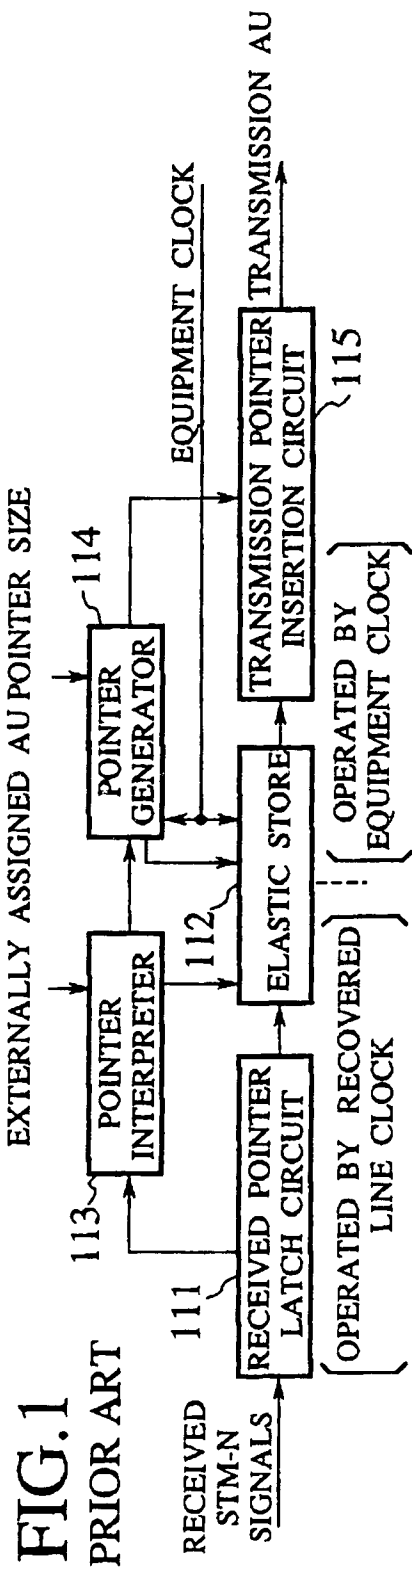 FIG.1
PRIOR ART
EXTERNALLY ASSIGNED AU POINTER SIZE
113
POINTER
INTERPRETER
114
POINTER
GENERATOR
EQUIPMENT CLOCK
RECEIVED
STM-N
SIGNALS
111
RECEIVED POINTER
LATCH CIRCUIT
112
ELASTIC STORE
TRANSMISSION POINTER
INSERTION CIRCUIT
115
TRANSMISSION AU
(OPERATED BY RECOVERED
LINE CLOCK)
(OPERATED BY
EQUIPMENT CLOCK)